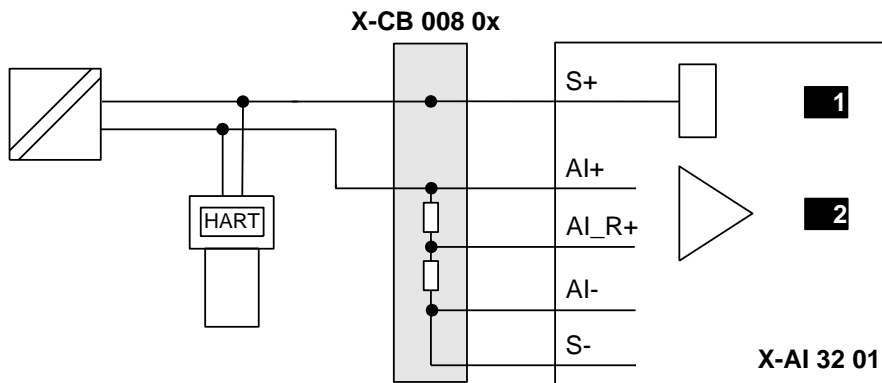 X-CB 008 0x
S+
1
AI+
HART
2
AI_R+
AI-
S-
X-AI 32 01